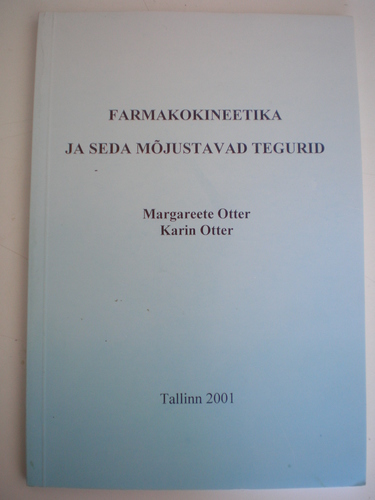 FARMAKOKINEETIKA
JA SEDA MÕJUSTAVAD TEGURID
Margareete Otter
Karin Otter
Tallinn 2001